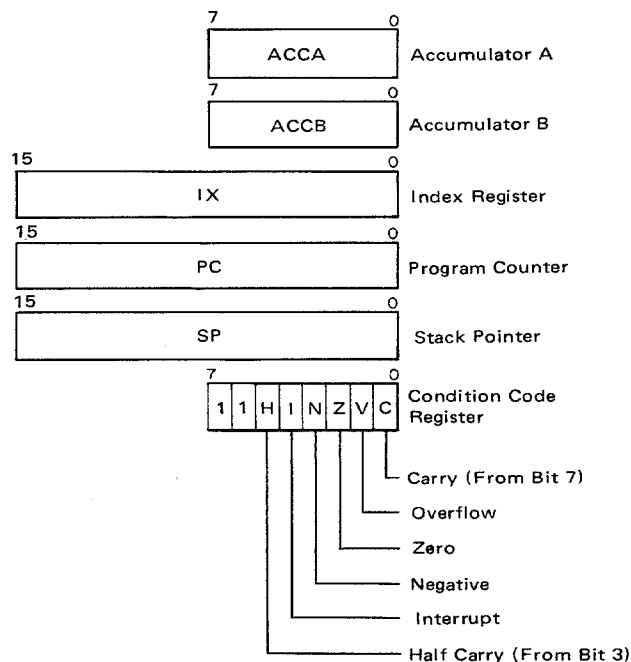 7 0
ACCA Accumulator A
7 0
ACCB Accumulator B
15 0
IX Index Register
15 0
PC Program Counter
15 0
SP Stack Pointer
7 0
1 1 H I N Z V C Condition Code
Register
Carry (From Bit 7)
Overflow
Zero
Negative
Interrupt
Half Carry (From Bit 3)